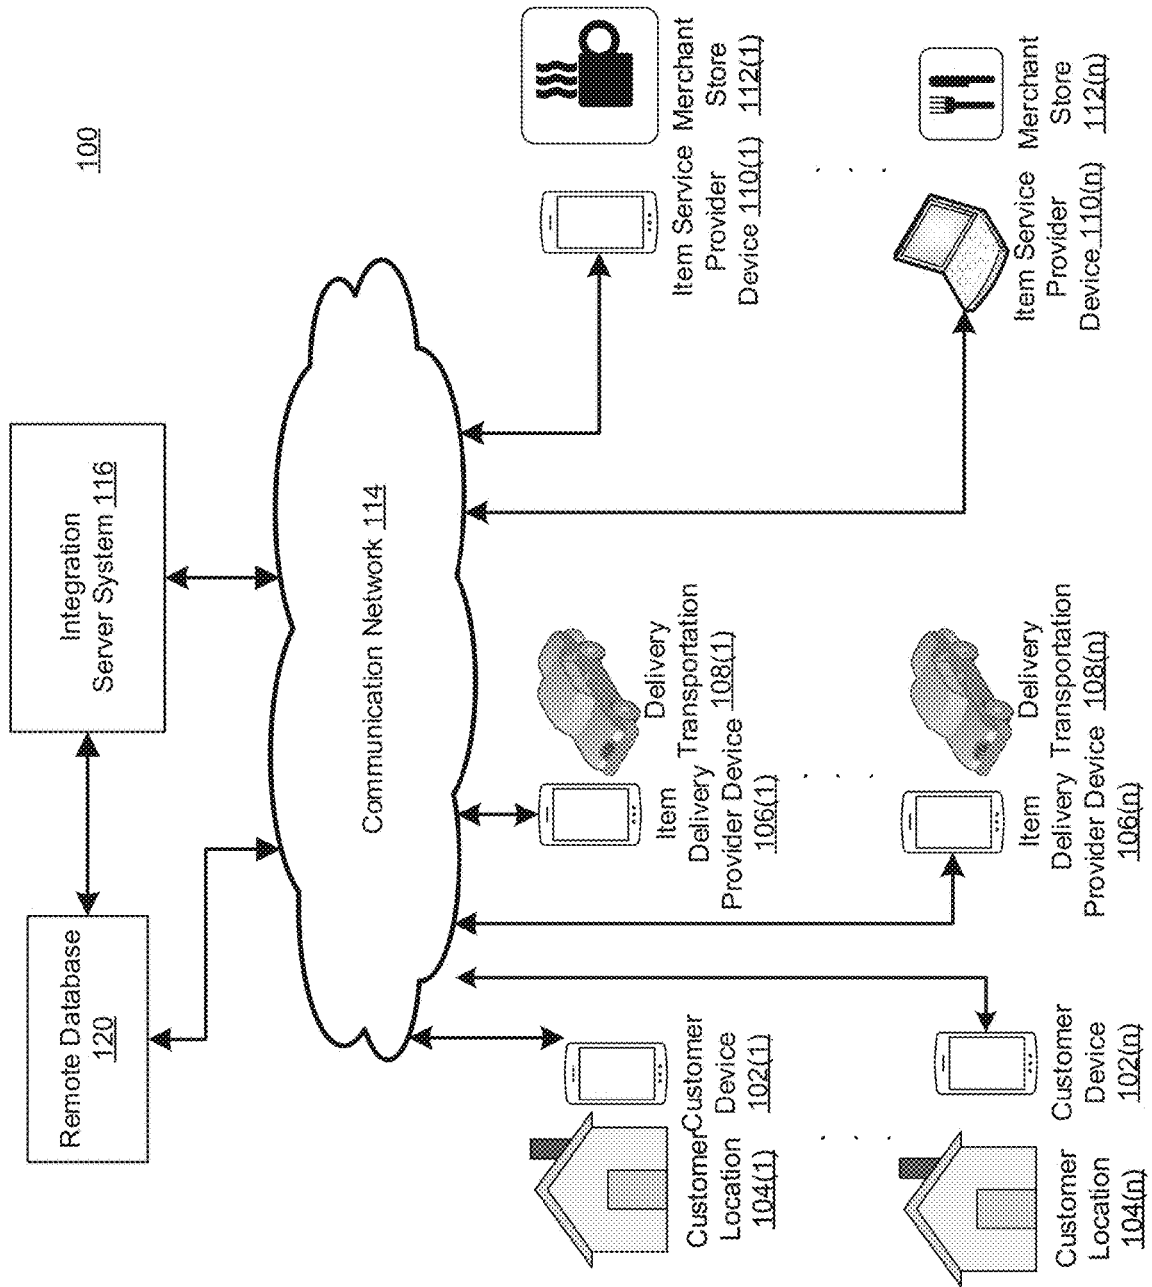 100
Remote Database
120
Integration
Server System 116
Communication Network 114
Customer
Location
104(1)
Customer
Device
102(1)
Item
Delivery
Provider Device
106(1)
Delivery
Transportation
108(1)
Item Service
Provider
Device 110(1)
Merchant
Store
112(1)
Customer
Location
104(n)
Customer
Device
102(n)
Item
Delivery
Provider Device
106(n)
Delivery
Transportation
108(n)
Item Service
Provider
Device 110(n)
Merchant
Store
112(n)